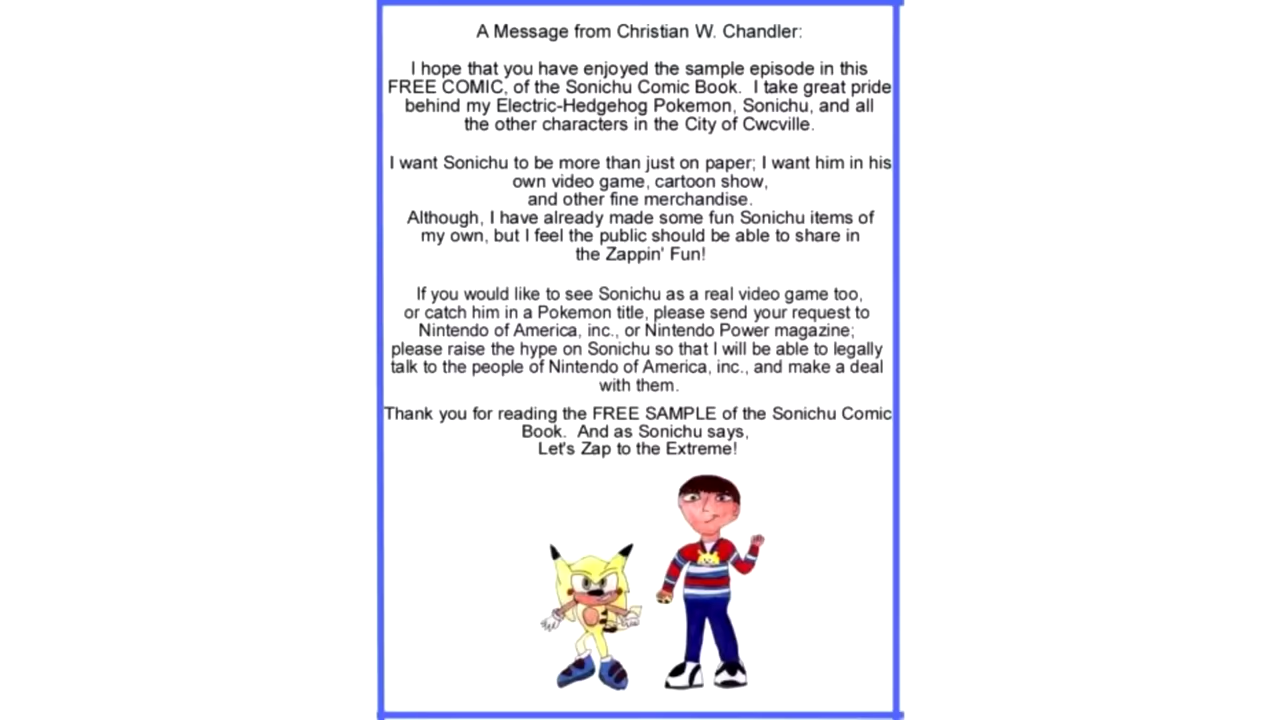 A Message from Christian W. Chandler:
I hope that you have enjoyed the sample episode in this
FREE COMIC, of the Sonichu Comic Book.  I take great pride
behind my Electric-Hedgehog Pokemon, Sonichu, and all
the other characters in the City of Cwcville.
I want Sonichu to be more than just on paper; I want him in his
own video game, cartoon show,
and other fine merchandise.
Although, I have already made some fun Sonichu items of
my own, but I feel the public should be able to share in
the Zappin' Fun!
If you would like to see Sonichu as a real video game too,
or catch him in a Pokemon title, please send your request to
Nintendo of America, inc., or Nintendo Power magazine;
please raise the hype on Sonichu so that I will be able to legally
talk to the people of Nintendo of America, inc., and make a deal
with them.
Thank you for reading the FREE SAMPLE of the Sonichu Comic
Book.  And as Sonichu says,
Let's Zap to the Extreme!